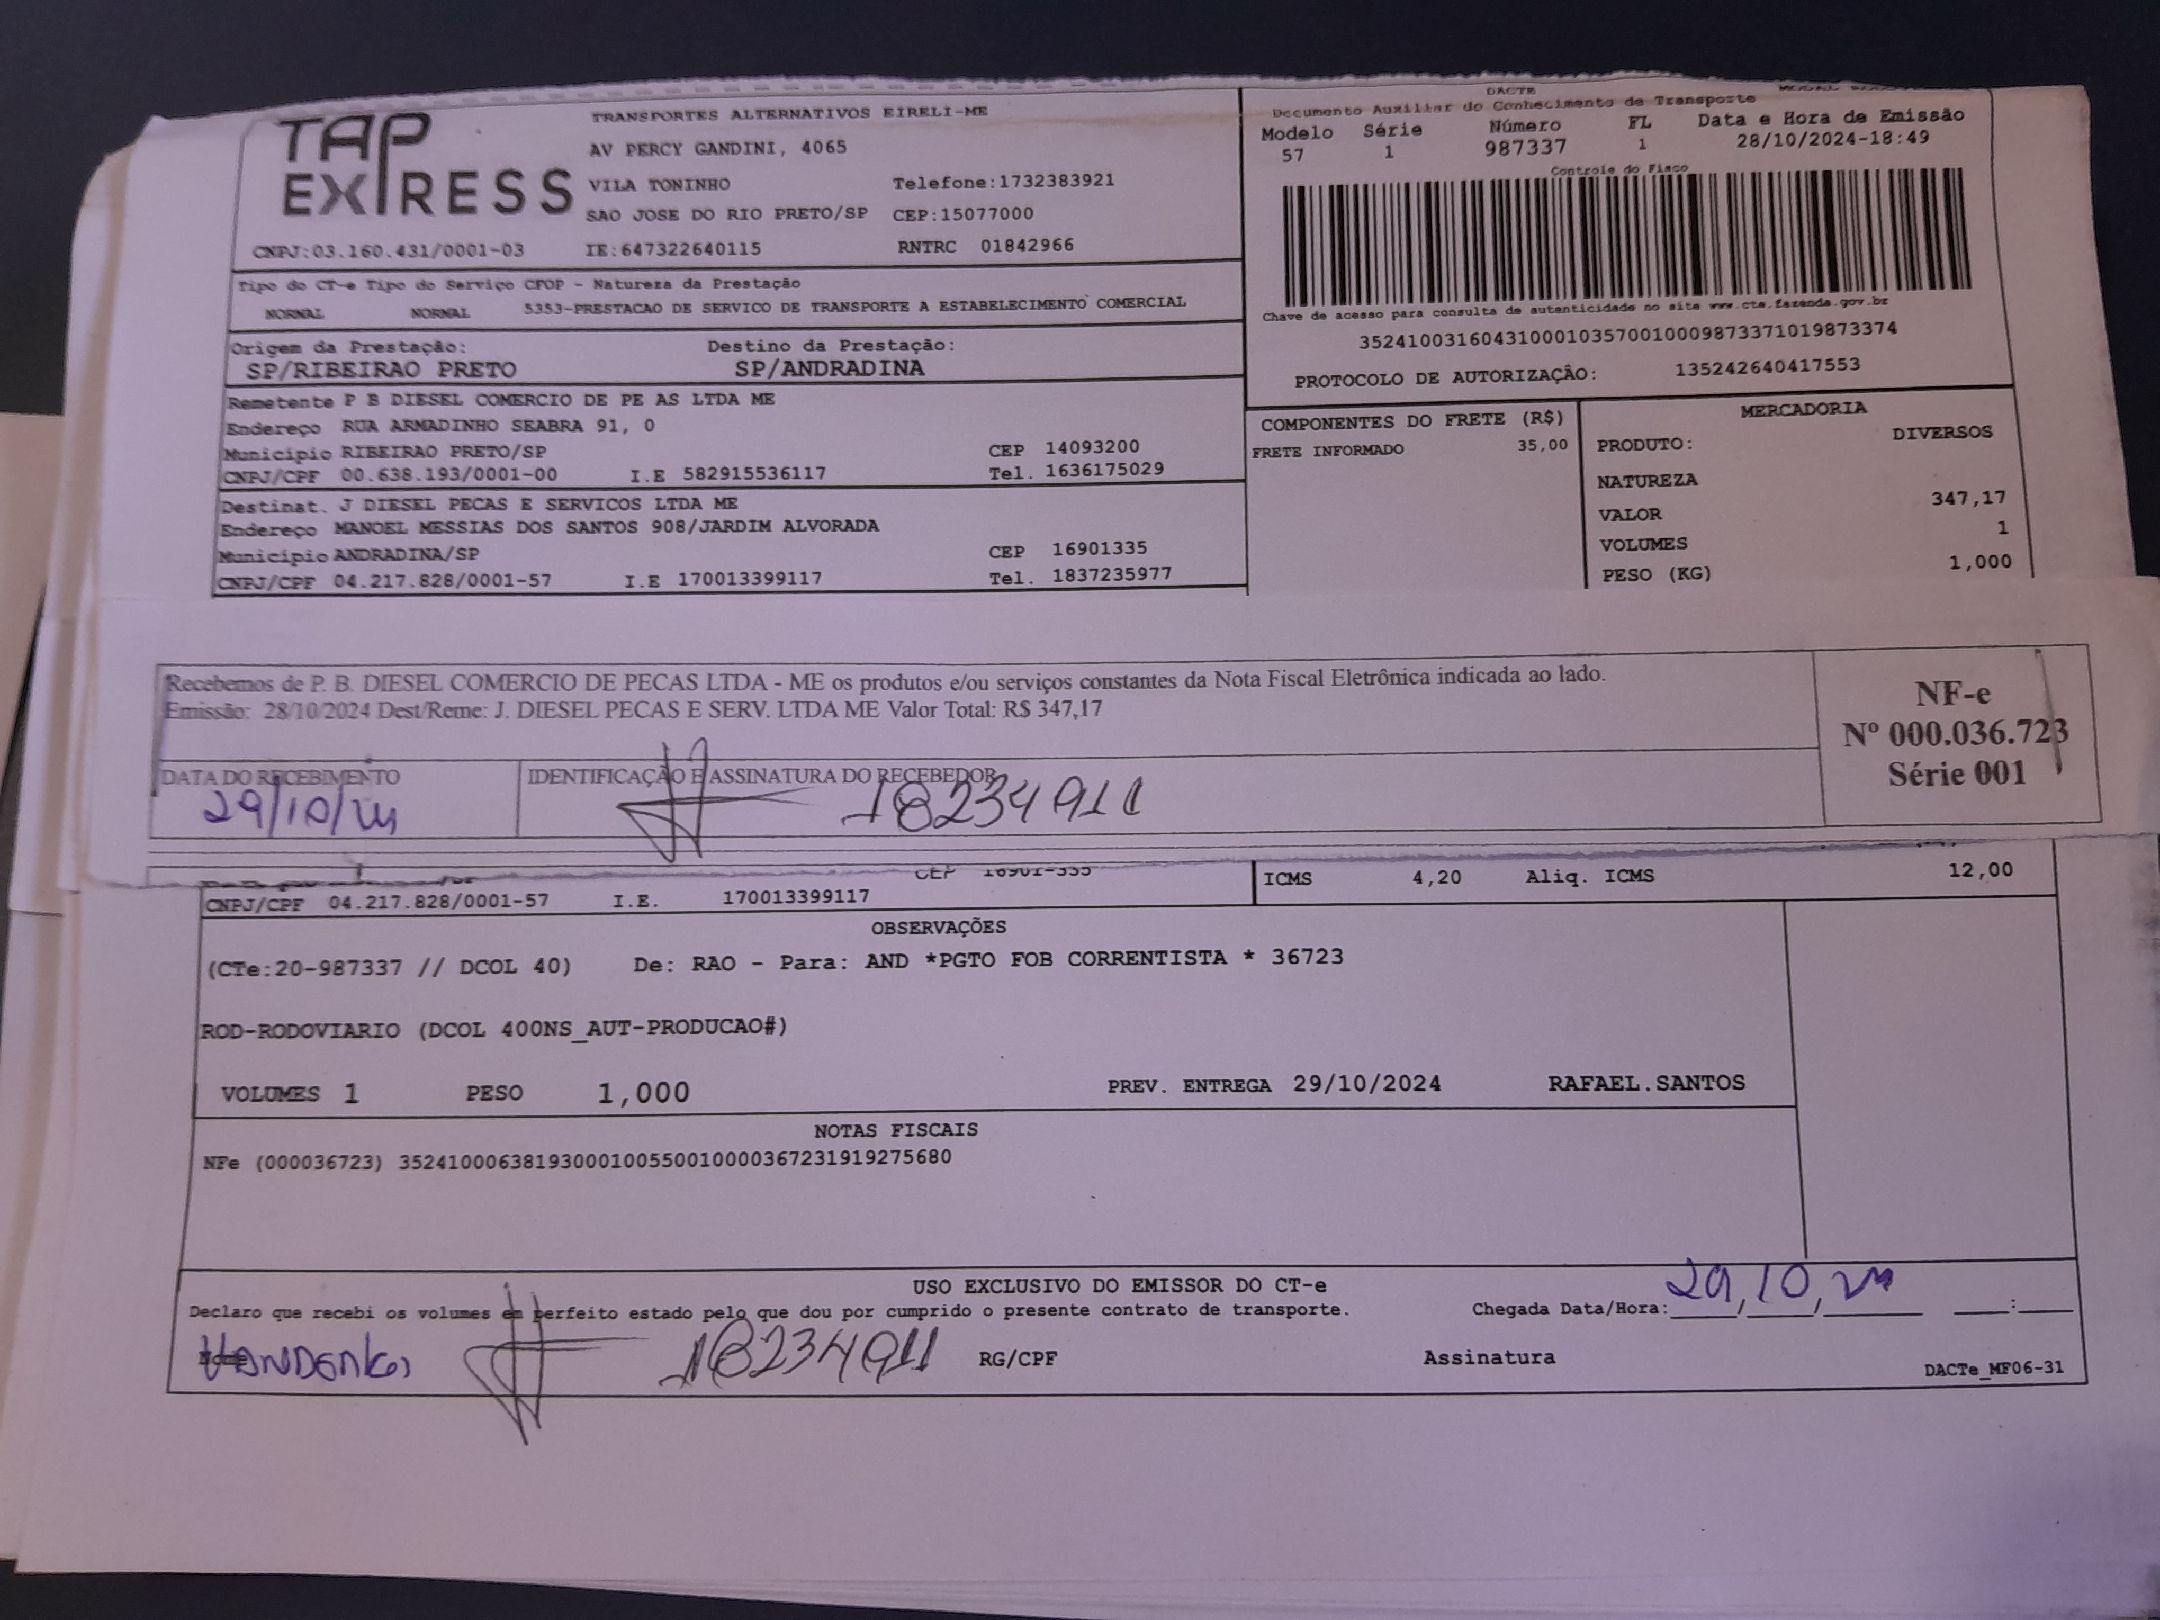 TAP
EXPRESS
TRANSPORTES ALTERNATIVOS EIRELI-ME
AV PERCY GANDINI, 4065
VILA TONINHO Telefone:1732383921
SAO JOSE DO RIO PRETO/SP CEP:15077000
CNPJ:03.160.431/0001-03 IE:647322640115 RNTRC 01842966
DACTE
Documento Auxiliar do Conhecimento de Transporte
Modelo Série Número FL Data e Hora de Emissão
57 1 987337 1 28/10/2024-18:49
Controle do Fisco
Chave de acesso para consulta de autenticidade no site www.cte.fazenda.gov.br
35241003160431000103570010009873371019873374
PROTOCOLO DE AUTORIZAÇÃO: 135242640417553
Tipo do CT-e Tipo do Serviço CFOP - Natureza da Prestação
NORMAL NORMAL 5353-PRESTACAO DE SERVICO DE TRANSPORTE A ESTABELECIMENTO COMERCIAL
Origem da Prestação: Destino da Prestação:
SP/RIBEIRAO PRETO SP/ANDRADINA
Remetente P B DIESEL COMERCIO DE PE AS LTDA ME
Endereço RUA ARMADINHO SEABRA 91, 0
Município RIBEIRAO PRETO/SP CEP 14093200
CNPJ/CPF 00.638.193/0001-00 I.E 582915536117 Tel. 1636175029
Destinat. J DIESEL PECAS E SERVICOS LTDA ME
Endereço MANOEL MESSIAS DOS SANTOS 908/JARDIM ALVORADA
Município ANDRADINA/SP CEP 16901335
CNPJ/CPF 04.217.828/0001-57 I.E 170013399117 Tel. 1837235977
COMPONENTES DO FRETE (R$)
FRETE INFORMADO 35,00
MERCADORIA
PRODUTO: DIVERSOS
NATUREZA
VALOR 347,17
VOLUMES 1
PESO (KG) 1,000
Recebemos de P. B. DIESEL COMERCIO DE PECAS LTDA - ME os produtos e/ou serviços constantes da Nota Fiscal Eletrônica indicada ao lado.
Emissão: 28/10/2024 Dest/Reme: J. DIESEL PECAS E SERV. LTDA ME Valor Total: R$ 347,17
DATA DO RECEBIMENTO IDENTIFICAÇÃO E ASSINATURA DO RECEBEDOR
29/10/24 18234911
NF-e
Nº 000.036.723
Série 001
CEP 16901-335
CNPJ/CPF 04.217.828/0001-57 I.E. 170013399117
ICMS 4,20 Aliq. ICMS 12,00
OBSERVAÇÕES
(CTe:20-987337 // DCOL 40) De: RAO - Para: AND *PGTO FOB CORRENTISTA * 36723
ROD-RODOVIARIO (DCOL 400NS_AUT-PRODUCAO#)
VOLUMES 1 PESO 1,000 PREV. ENTREGA 29/10/2024 RAFAEL.SANTOS
NOTAS FISCAIS
NFe (000036723) 35241000638193000100550010000367231919275680
USO EXCLUSIVO DO EMISSOR DO CT-e
Declaro que recebi os volumes em perfeito estado pelo que dou por cumprido o presente contrato de transporte. Chegada Data/Hora: 29/10/24 __:__
18234911 RG/CPF Assinatura
DACTe_MF06-31